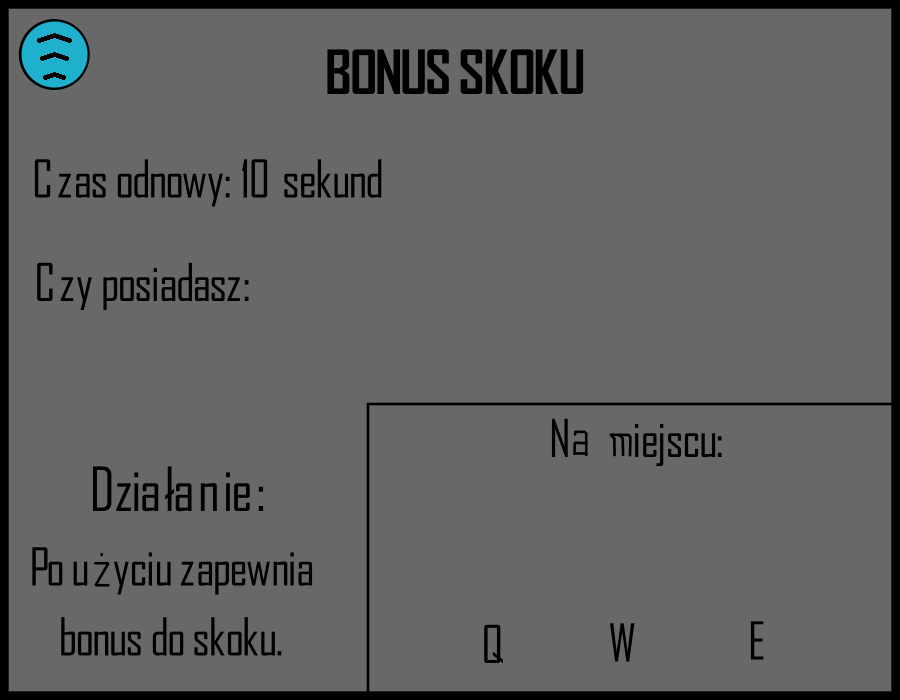 BONUS SKOKU
Czas odnowy: 10 sekund
Czy posiadasz:
Na miejscu:
Działanie:
Po użyciu zapewnia
bonus do skoku.
Q W E